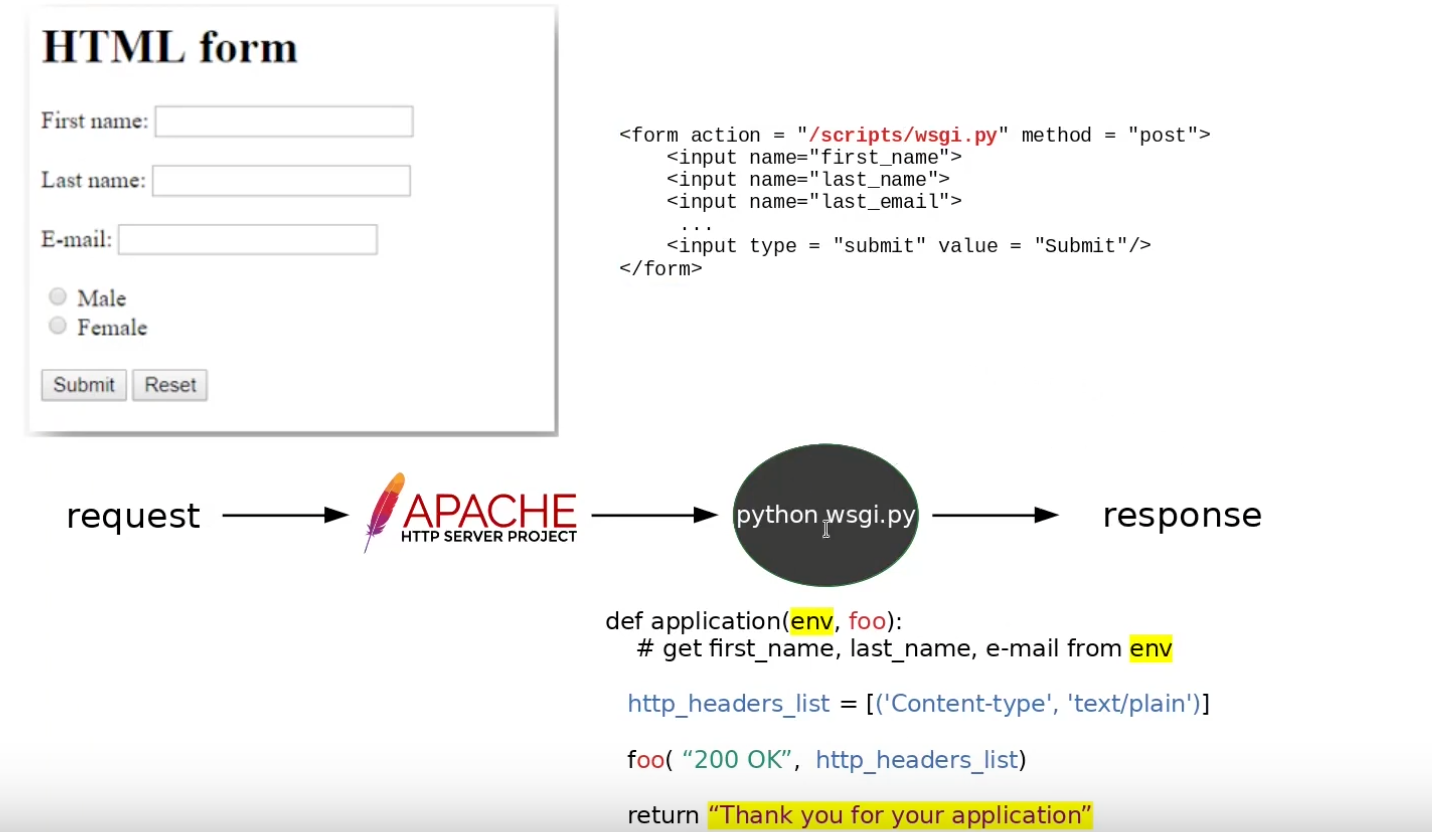 HTML form
First name:
Last name:
E-mail:
Male
Female
Submit Reset
<form action = "/scripts/wsgi.py" method = "post">
<input name="first_name">
<input name="last_name">
<input name="last_email">
...
<input type = "submit" value = "Submit"/>
</form>
request
APACHE
HTTP SERVER PROJECT
python wsgi.py
response
def application(env, foo):
# get first_name, last_name, e-mail from env
http_headers_list = [('Content-type', 'text/plain')]
foo( “200 OK”, http_headers_list)
return “Thank you for your application”